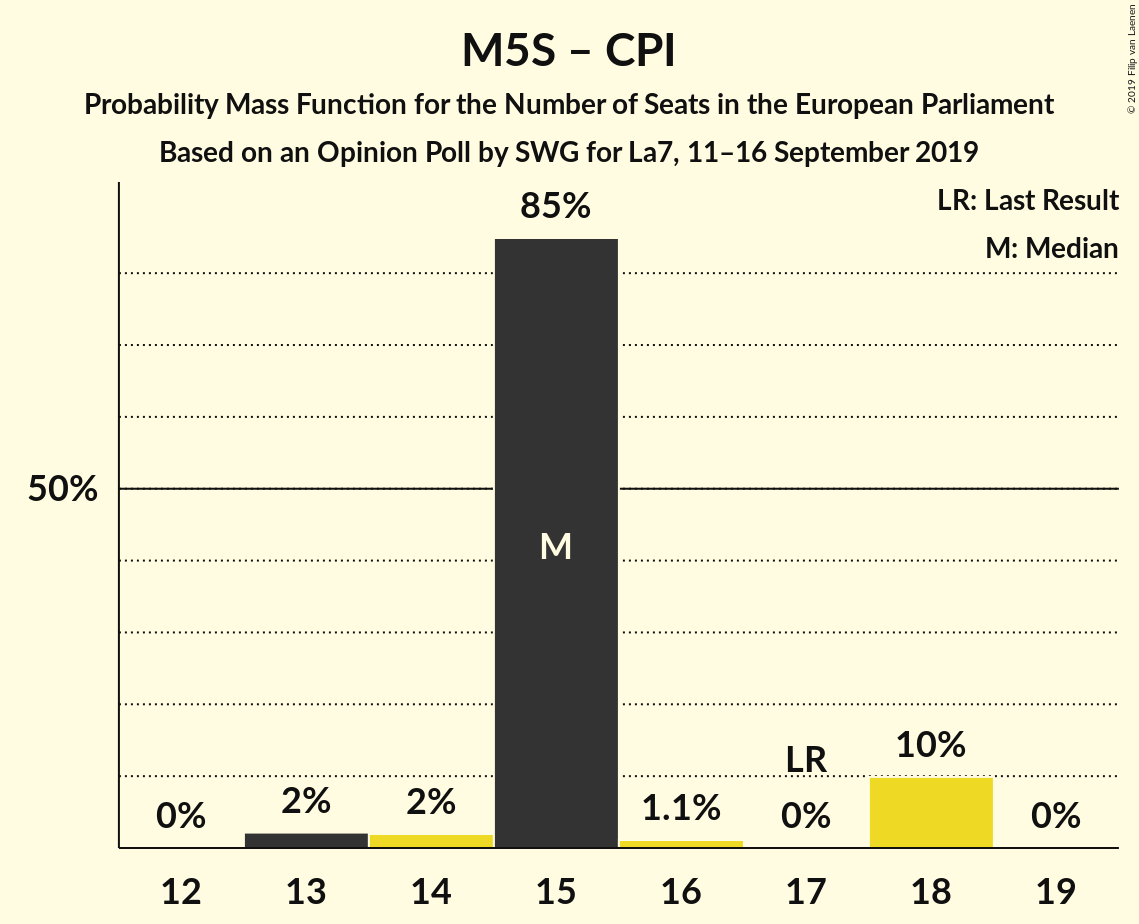 M5S – CPI
Probability Mass Function for the Number of Seats in the European Parliament
Based on an Opinion Poll by SWG for La7, 11–16 September 2019
© 2019 Filip van Laenen
LR: Last Result
M: Median
85%
50%
M
LR
10%
0%
2%
2%
1.1%
0%
0%
12 13 14 15 16 17 18 19